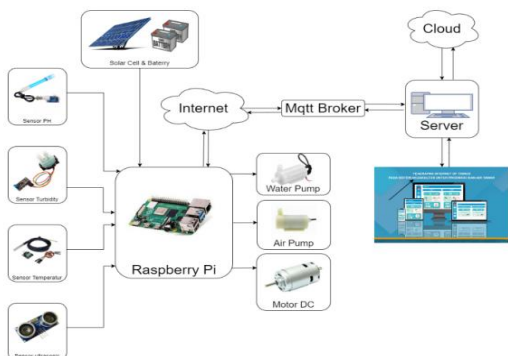 Solar Cell & Baterry
Cloud
Internet
Mqtt Broker
Server
Sensor PH
Sensor Turbidity
Sensor Temperatur
Raspberry Pi
Water Pump
Air Pump
Motor DC